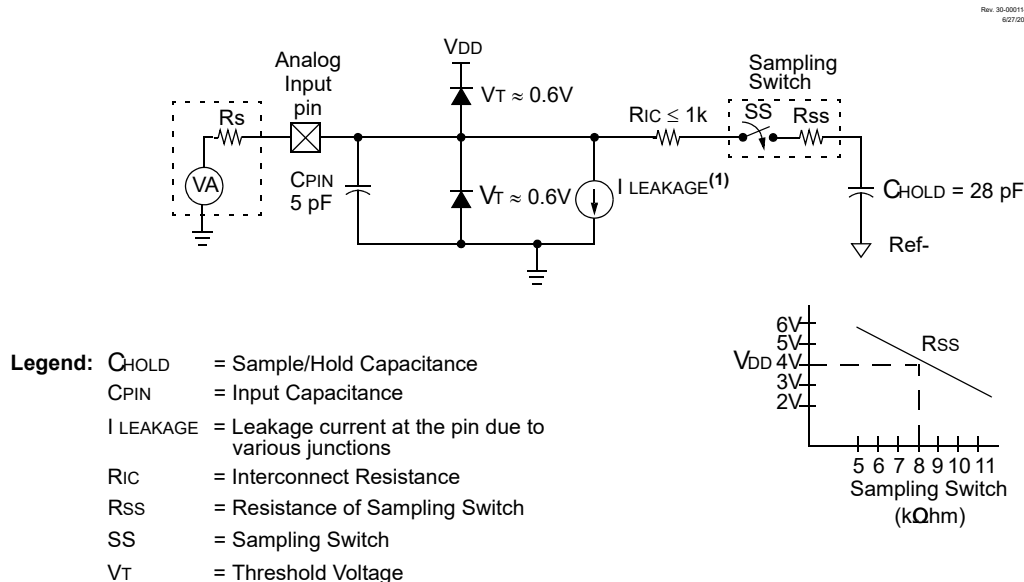 Rev. 30-00011
6/27/20
VDD
Analog
Input
pin
Sampling
Switch
VT ≈ 0.6V
RIC ≤ 1k
SS
Rss
Rs
VA
CPIN
5 pF
VT ≈ 0.6V
I LEAKAGE(1)
CHOLD = 28 pF
Ref-
Legend: CHOLD = Sample/Hold Capacitance
CPIN = Input Capacitance
I LEAKAGE = Leakage current at the pin due to
various junctions
RIC = Interconnect Resistance
RSS = Resistance of Sampling Switch
SS = Sampling Switch
VT = Threshold Voltage
6V
5V
VDD 4V
3V
2V
RSS
5 6 7 8 9 10 11
Sampling Switch
(kΩhm)